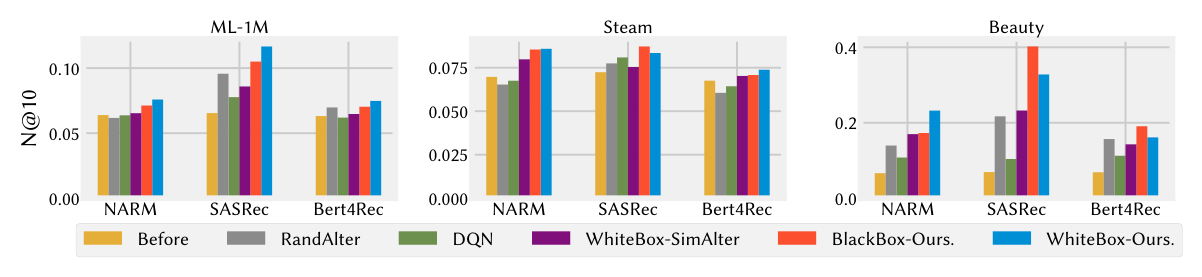 ML-1M
N@10
0.10
0.05
0.00
NARM SASRec Bert4Rec
Steam
0.075
0.050
0.025
0.000
NARM SASRec Bert4Rec
Beauty
0.4
0.2
0.0
NARM SASRec Bert4Rec
Before RandAlter DQN WhiteBox-SimAlter BlackBox-Ours. WhiteBox-Ours.